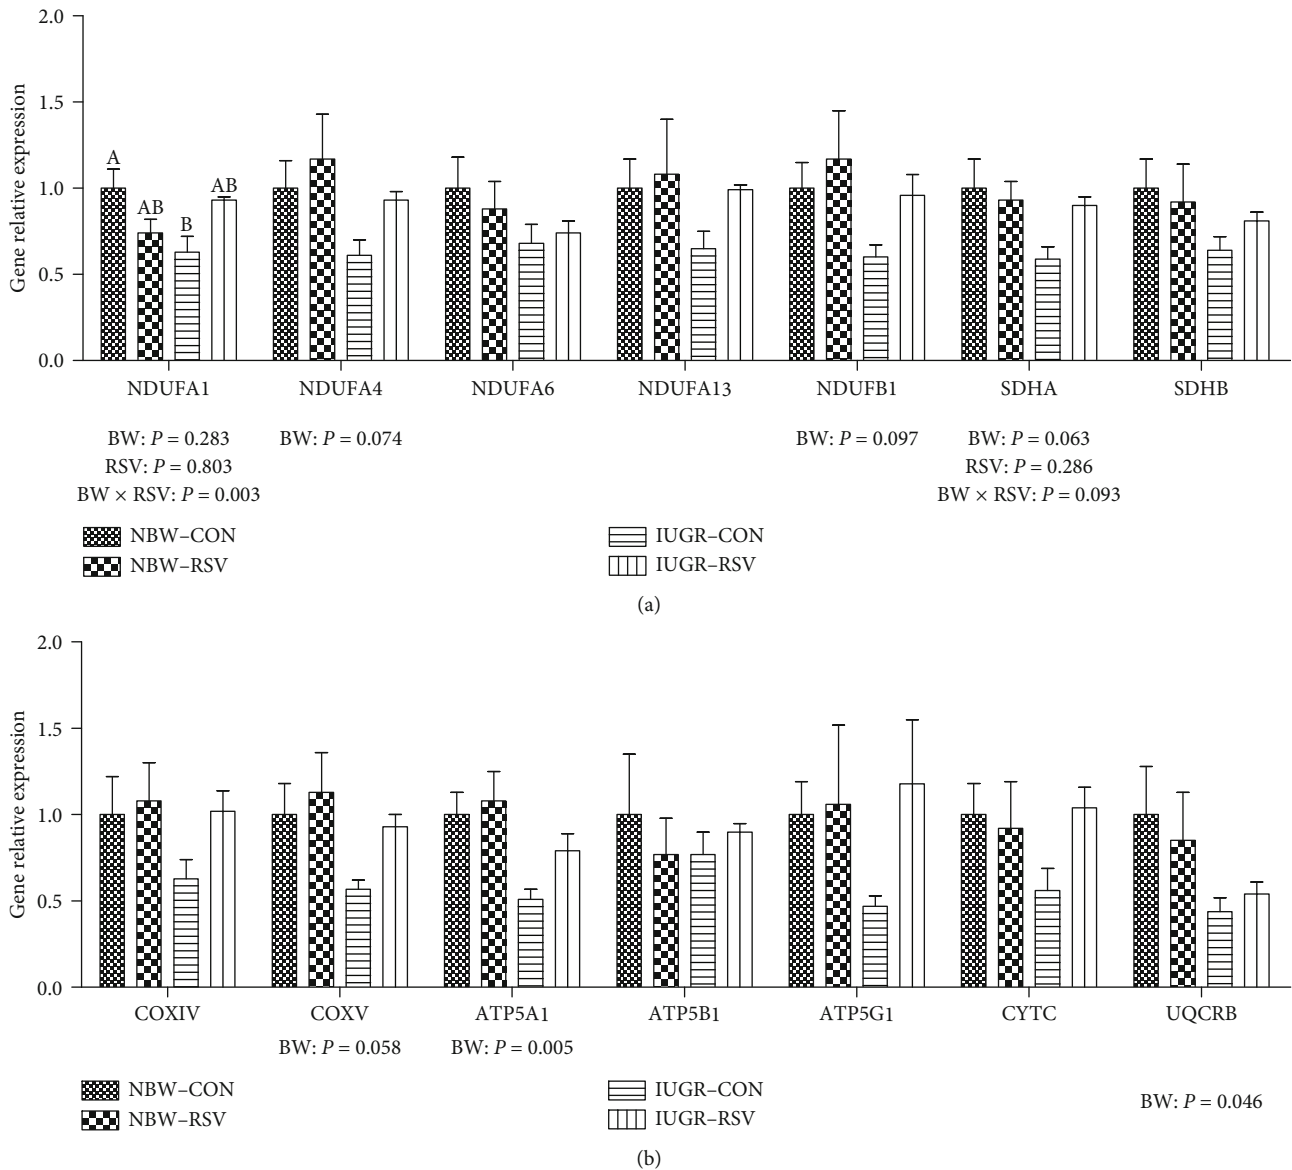 2.0
1.5
1.0
0.5
0.0
Gene relative expression
A
AB
B
AB
NDUFA1
NDUFA4
NDUFA6
NDUFA13
NDUFB1
SDHA
SDHB
BW: P = 0.283
RSV: P = 0.803
BW × RSV: P = 0.003
BW: P = 0.074
BW: P = 0.097
BW: P = 0.063
RSV: P = 0.286
BW × RSV: P = 0.093
NBW–CON
NBW–RSV
IUGR–CON
IUGR–RSV
(a)
2.0
1.5
1.0
0.5
0.0
Gene relative expression
COXIV
COXV
ATP5A1
ATP5B1
ATP5G1
CYTC
UQCRB
BW: P = 0.058
BW: P = 0.005
BW: P = 0.046
NBW–CON
NBW–RSV
IUGR–CON
IUGR–RSV
(b)